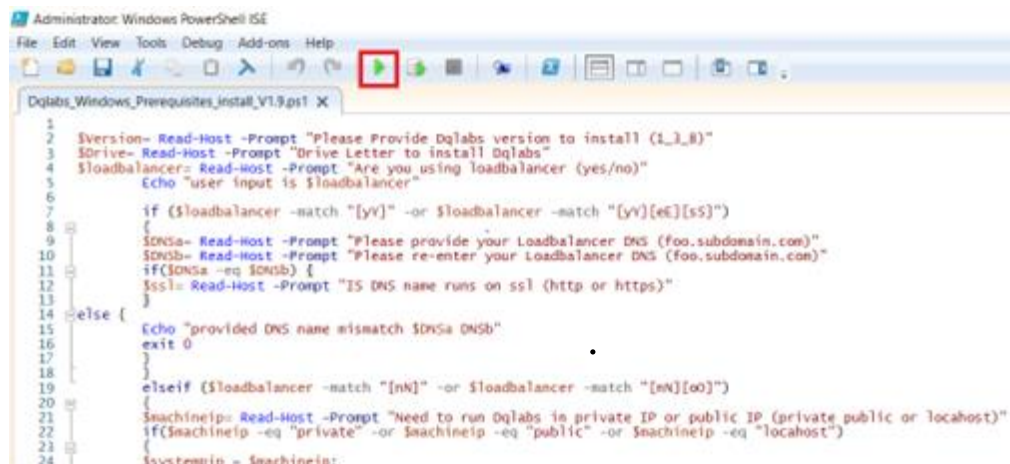 Administrator: Windows PowerShell ISE
File Edit View Tools Debug Add-ons Help
Dqlabs_Windows_Prerequisites_install_V1.9.ps1 X
1
2 $Version= Read-Host -Prompt "Please Provide Dqlabs version to install (1_3_8)"
3 $Drive= Read-Host -Prompt "Drive Letter to install Dqlabs"
4 $loadbalancer= Read-Host -Prompt "Are you using loadbalancer (yes/no)"
5 Echo "user input is $loadbalancer"
6
7 if ($loadbalancer -match "[yY]" -or $loadbalancer -match "[yY][eE][sS]")
8 {
9 $DNSa= Read-Host -Prompt "Please provide your Loadbalancer DNS (foo.subdomain.com)"
10 $DNSb= Read-Host -Prompt "Please re-enter your Loadbalancer DNS (foo.subdomain.com)"
11 if($DNSa -eq $DNSb) {
12 $ssl= Read-Host -Prompt "IS DNS name runs on ssl (http or https)"
13 }
14 else {
15 Echo "provided DNS name mismatch $DNSa DNSb"
16 exit 0
17 }
18 }
19 elseif ($loadbalancer -match "[nN]" -or $loadbalancer -match "[nN][oO]")
20 {
21 $machineip= Read-Host -Prompt "Need to run Dqlabs in private IP or public IP (private public or locahost)"
22 if($machineip -eq "private" -or $machineip -eq "public" -or $machineip -eq "locahost")
23 {
24 $systemip = $machineip;